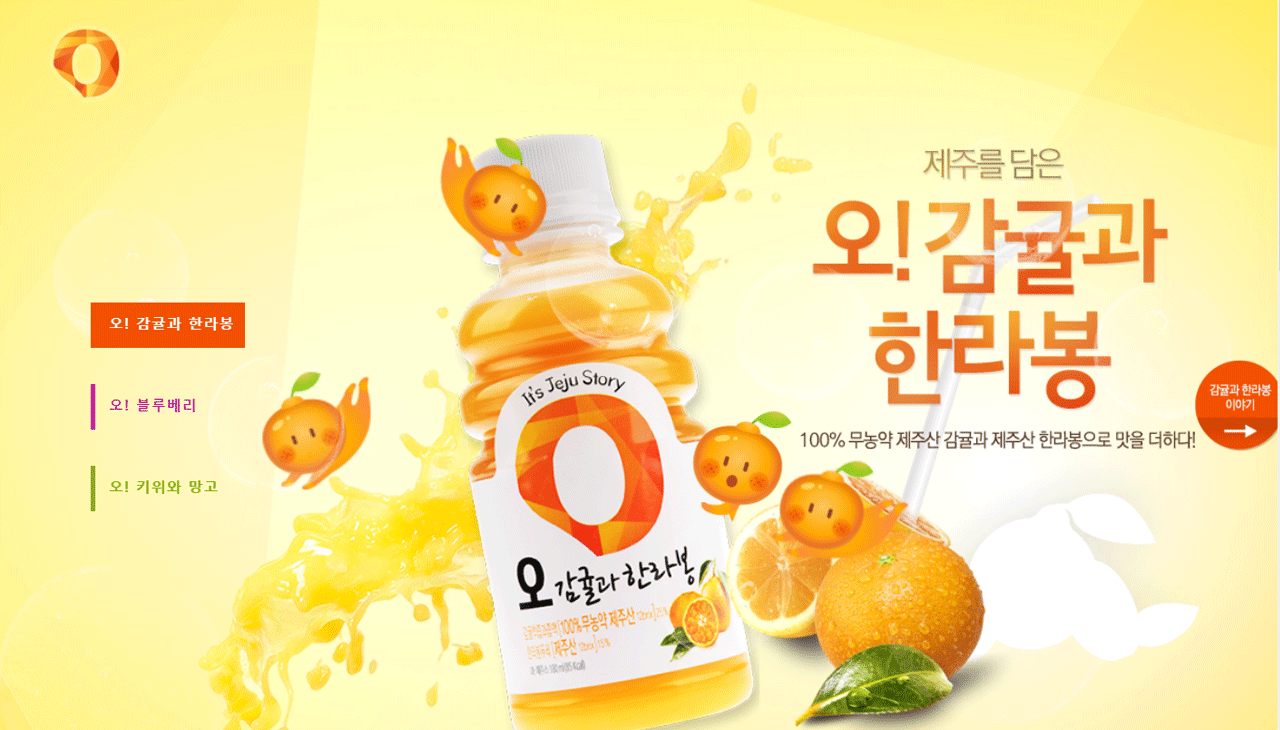 제주를 담은
오! 감귤과
한라봉
100% 무농약 제주산 감귤과 제주산 한라봉으로 맛을 더하다!
오! 감귤과 한라봉
오! 블루베리
오! 키위와 망고
감귤과 한라봉
이야기
It's Jeju Story
오 감귤과 한라봉
100% 무농약 제주산
제주산